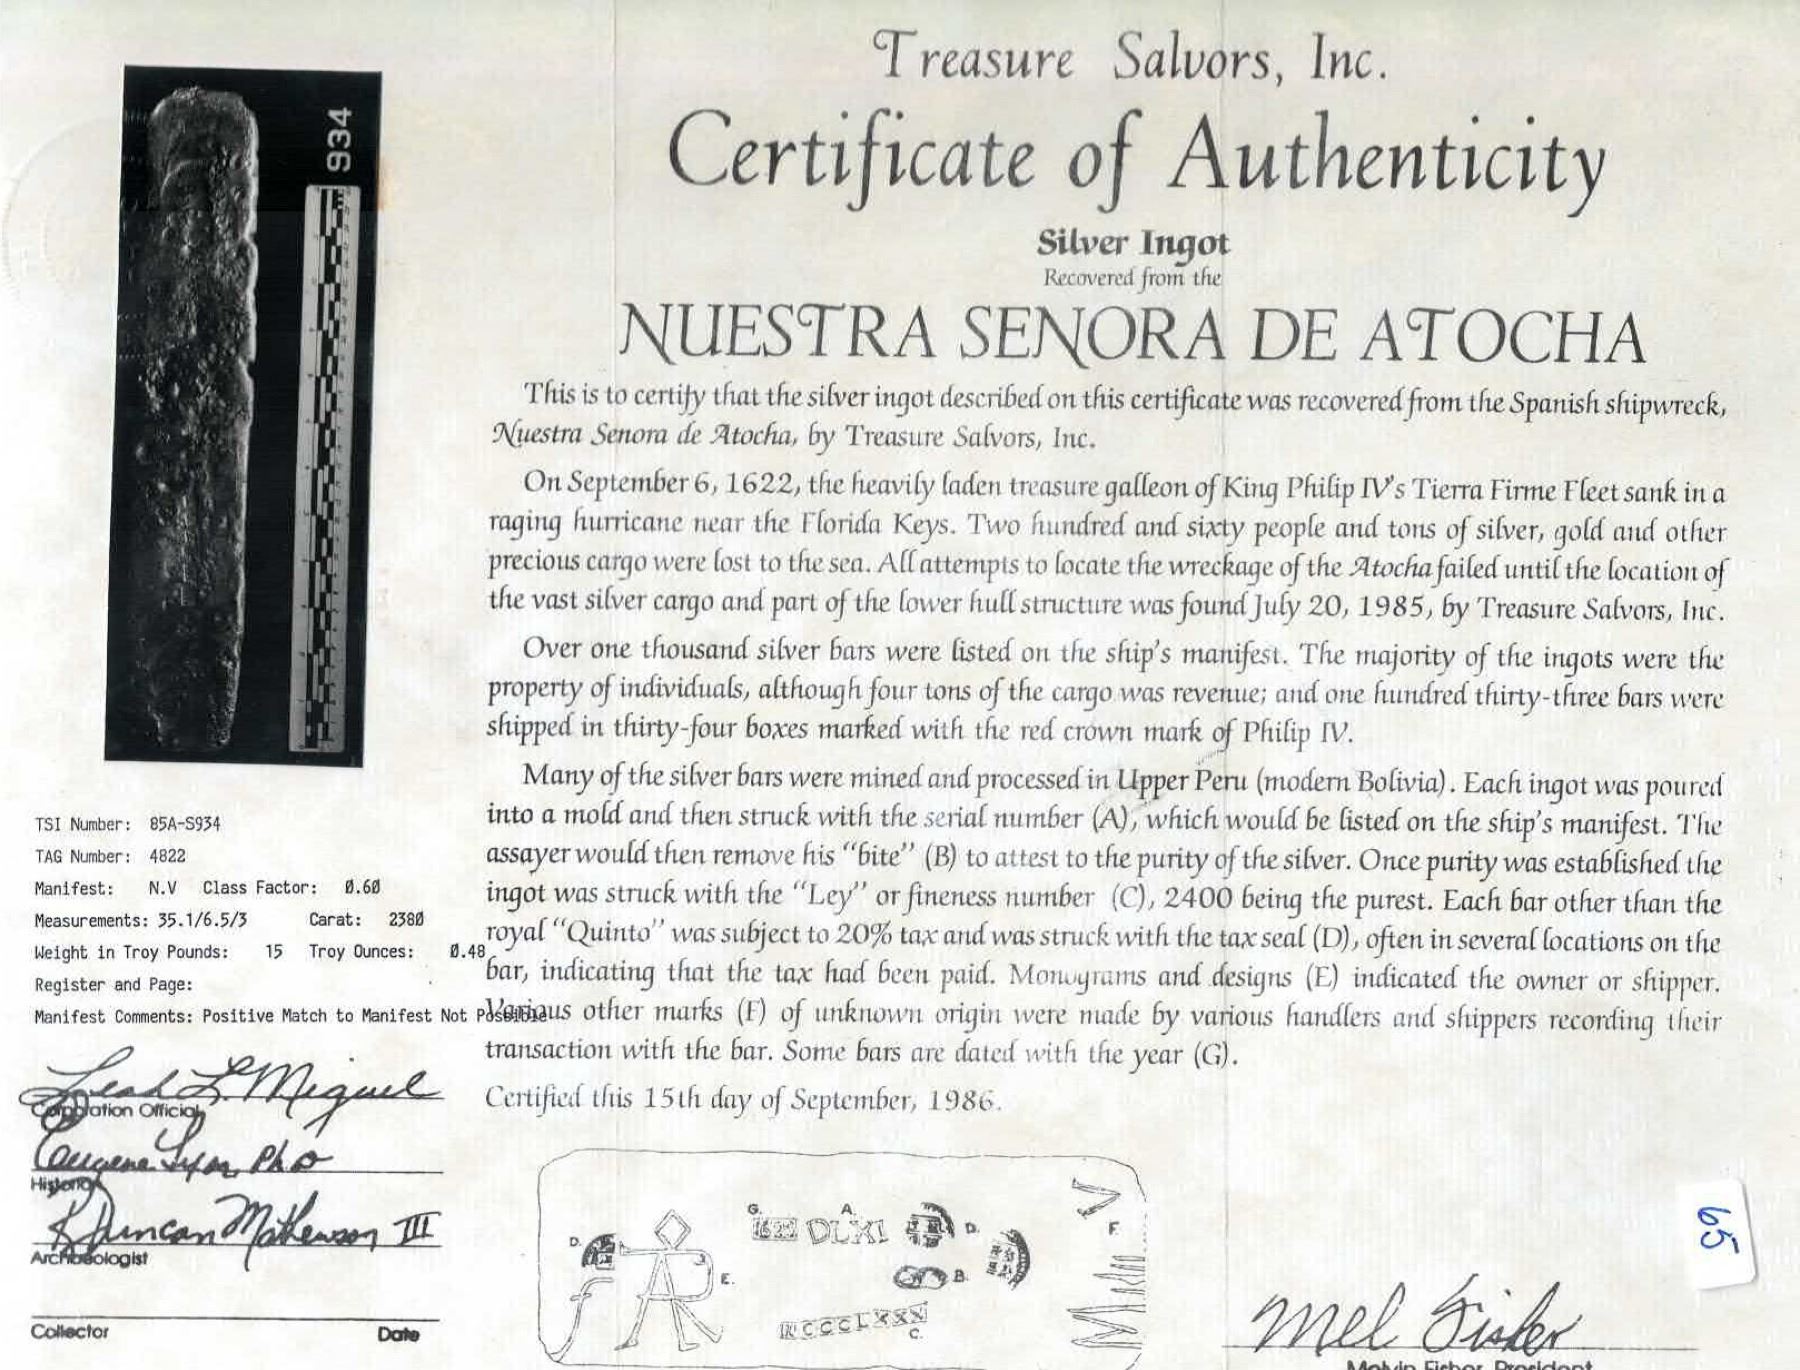 934
Treasure Salvors, Inc.
Certificate of Authenticity
Silver Ingot
Recovered from the
NUESTRA SENORA DE ATOCHA
This is to certify that the silver ingot described on this certificate was recovered from the Spanish shipwreck,
Nuestra Senora de Atocha, by Treasure Salvors, Inc.
On September 6, 1622, the heavily laden treasure galleon of King Philip IV's Tierra Firme Fleet sank in a
raging hurricane near the Florida Keys. Two hundred and sixty people and tons of silver, gold and other
precious cargo were lost to the sea. All attempts to locate the wreckage of the Atocha failed until the location of
the vast silver cargo and part of the lower hull structure was found July 20, 1985, by Treasure Salvors, Inc.
Over one thousand silver bars were listed on the ship's manifest. The majority of the ingots were the
property of individuals, although four tons of the cargo was revenue; and one hundred thirty-three bars were
shipped in thirty-four boxes marked with the red crown mark of Philip IV.
Many of the silver bars were mined and processed in Upper Peru (modern Bolivia). Each ingot was poured
into a mold and then struck with the serial number (A), which would be listed on the ship's manifest. The
assayer would then remove his "bite" (B) to attest to the purity of the silver. Once purity was established the
ingot was struck with the "Ley" or fineness number (C), 2400 being the purest. Each bar other than the
royal "Quinto" was subject to 20% tax and was struck with the tax seal (D), often in several locations on the
bar, indicating that the tax had been paid. Monograms and designs (E) indicated the owner or shipper.
Various other marks (F) of unknown origin were made by various handlers and shippers recording their
transaction with the bar. Some bars are dated with the year (G).
Certified this 15th day of September, 1986.
TSI Number: 85A-S934
TAG Number: 4822
Manifest: N.V Class Factor: 0.60
Measurements: 35.1/6.5/3 Carat: 2380
Weight in Troy Pounds: 15 Troy Ounces: 0.48
Register and Page:
Manifest Comments: Positive Match to Manifest Not Possible
Leah L. Miguel
Corporation Official
Eugene Lyon, PhD
Historian
R Duncan Mathewson III
Archaeologist
Collector Date
G. A.
1622 DLXI
D. D.
E. B. F.
C.
65
Mel Fisher
Melvin Fisher, President